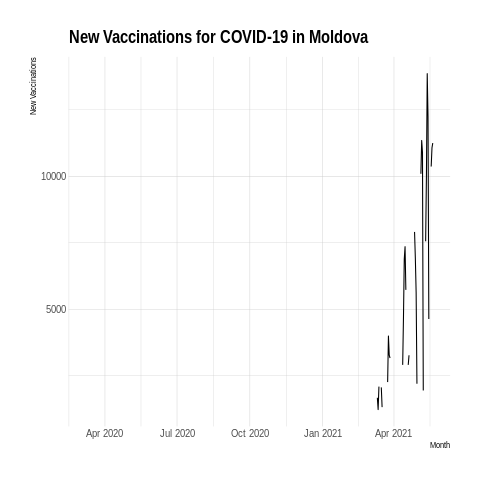 New Vaccinations for COVID-19 in Moldova
New Vaccinations
10000
5000
Apr 2020 Jul 2020 Oct 2020 Jan 2021 Apr 2021
Month